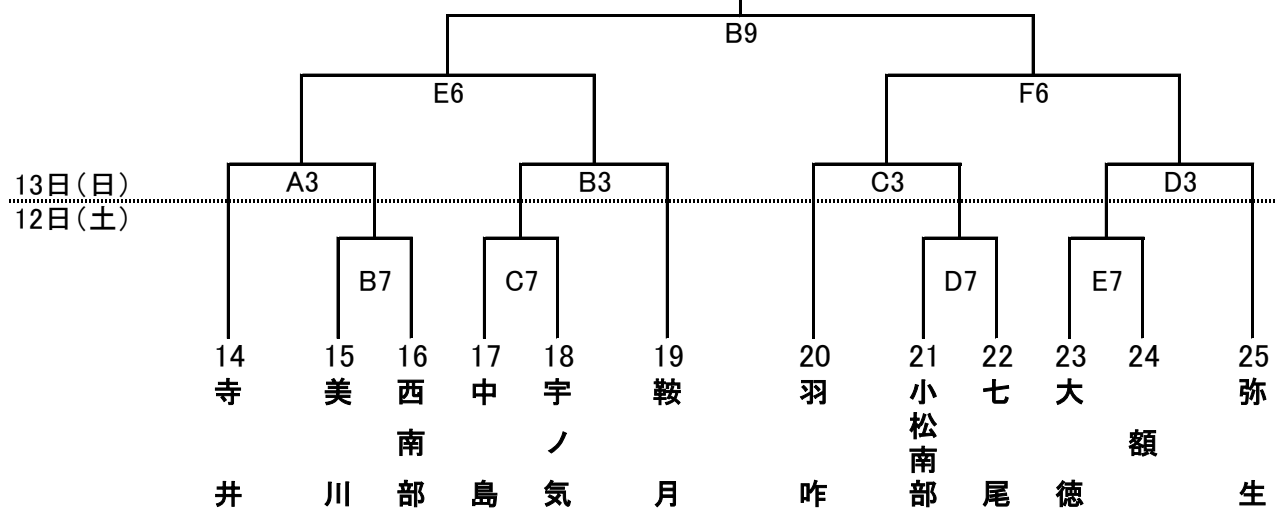 B9
E6 F6
13日(日) A3 B3 C3 D3
12日(土)
B7 C7 D7 E7
14 15 16 17 18 19 20 21 22 23 24 25
寺井
美川
西南部
中島
宇ノ気
鞍月
羽咋
小松南部
七尾
大徳
額
弥生